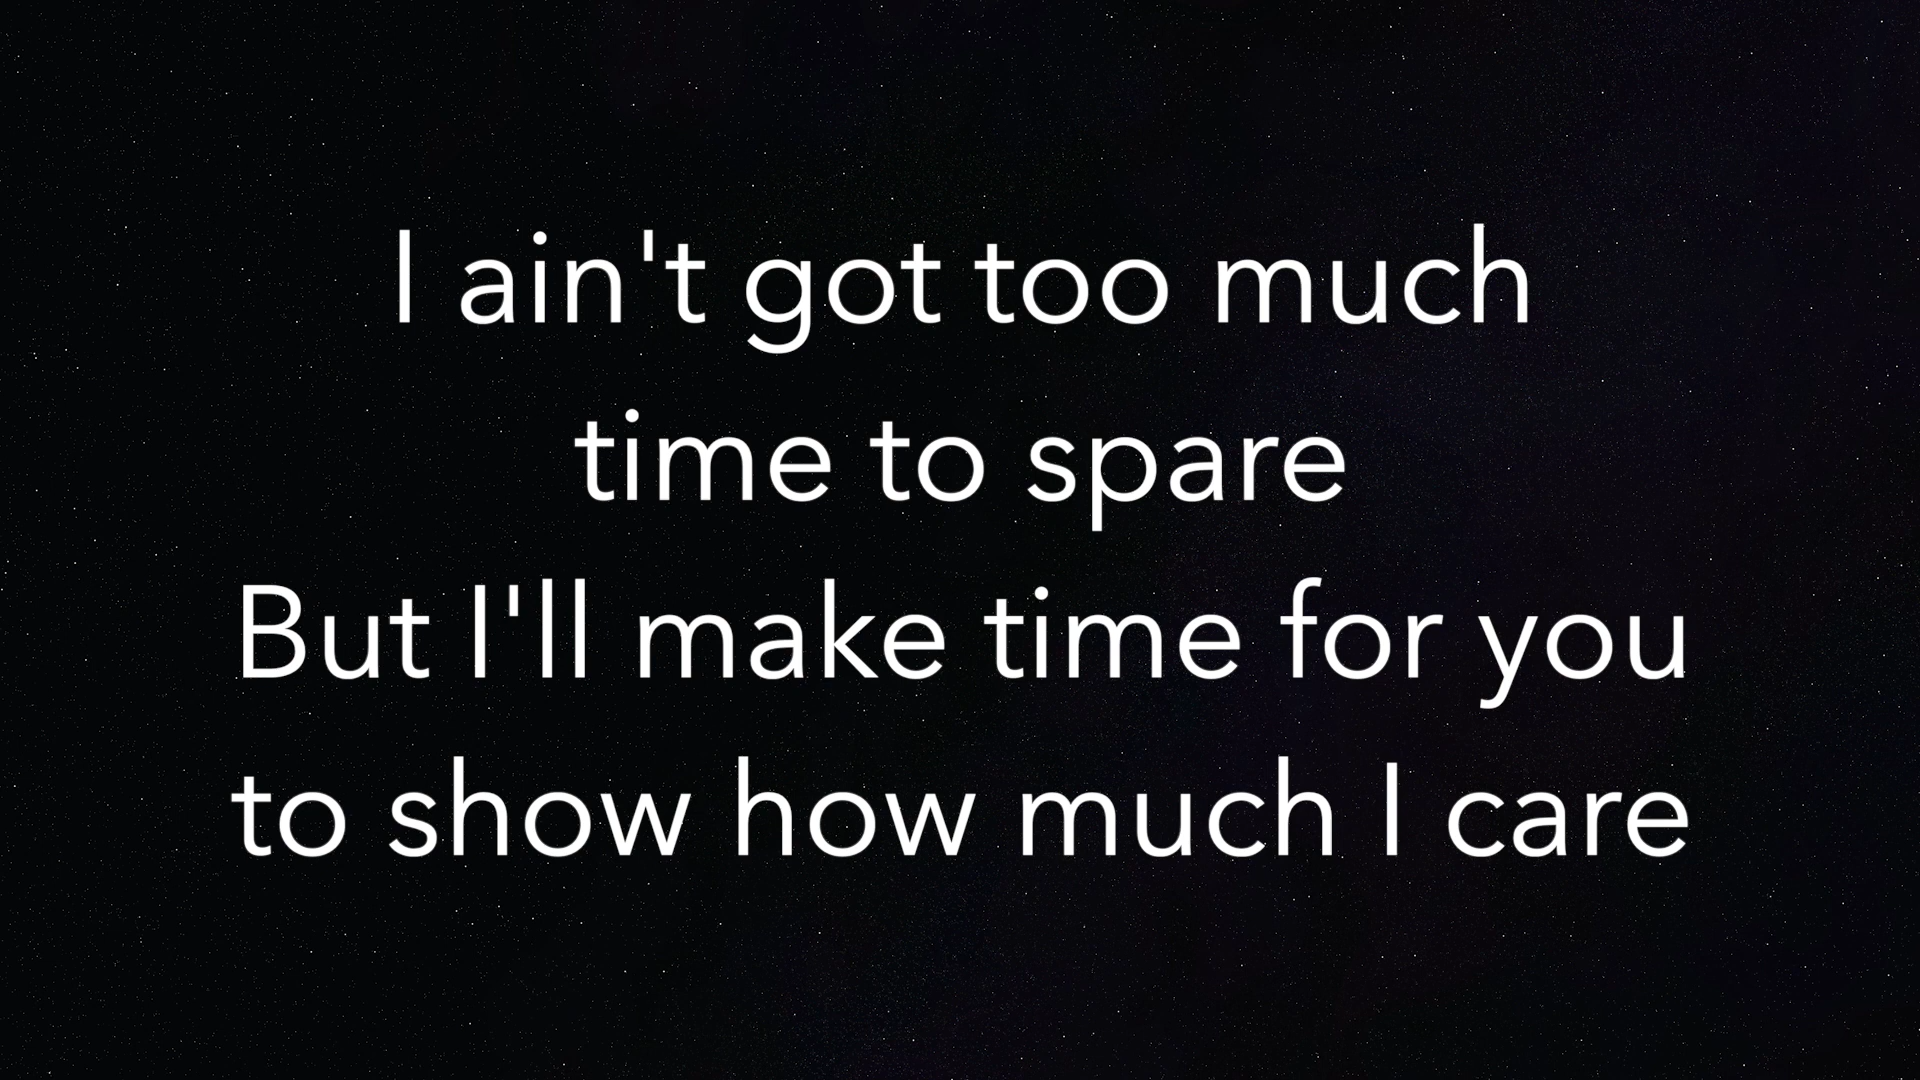 I ain't got too much
time to spare
But I'll make time for you
to show how much I care